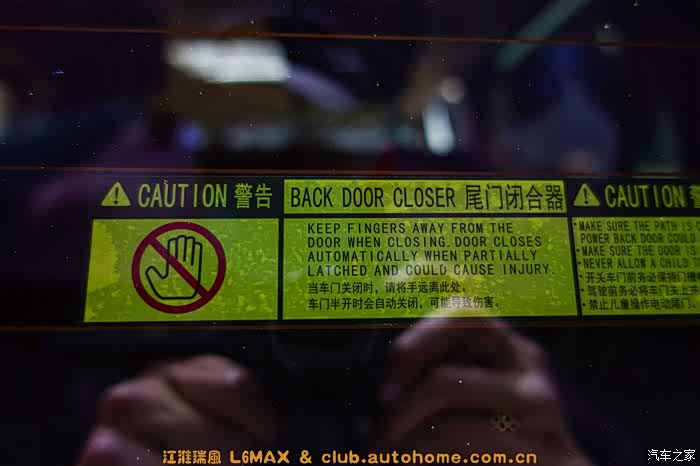 ⚠ CAUTION 警告
BACK DOOR CLOSER 尾门闭合器
KEEP FINGERS AWAY FROM THE
DOOR WHEN CLOSING. DOOR CLOSES
AUTOMATICALLY WHEN PARTIALLY
LATCHED AND COULD CAUSE INJURY.
当车门关闭时，请将手远离此处。
车门半开时会自动关闭，可能导致伤害。
⚠ CAUTION
•MAKE SURE THE PATH IS
POWER BACK DOOR COULD
•MAKE SURE THE DOOR IS
•NEVER ALLOW A CHILD
•开关车门前务必保持门
•驾驶前务必将车门关上并
•禁止儿童操作电动尾门
江淮瑞風 L6MAX & club.autohome.com.cn
汽车之家